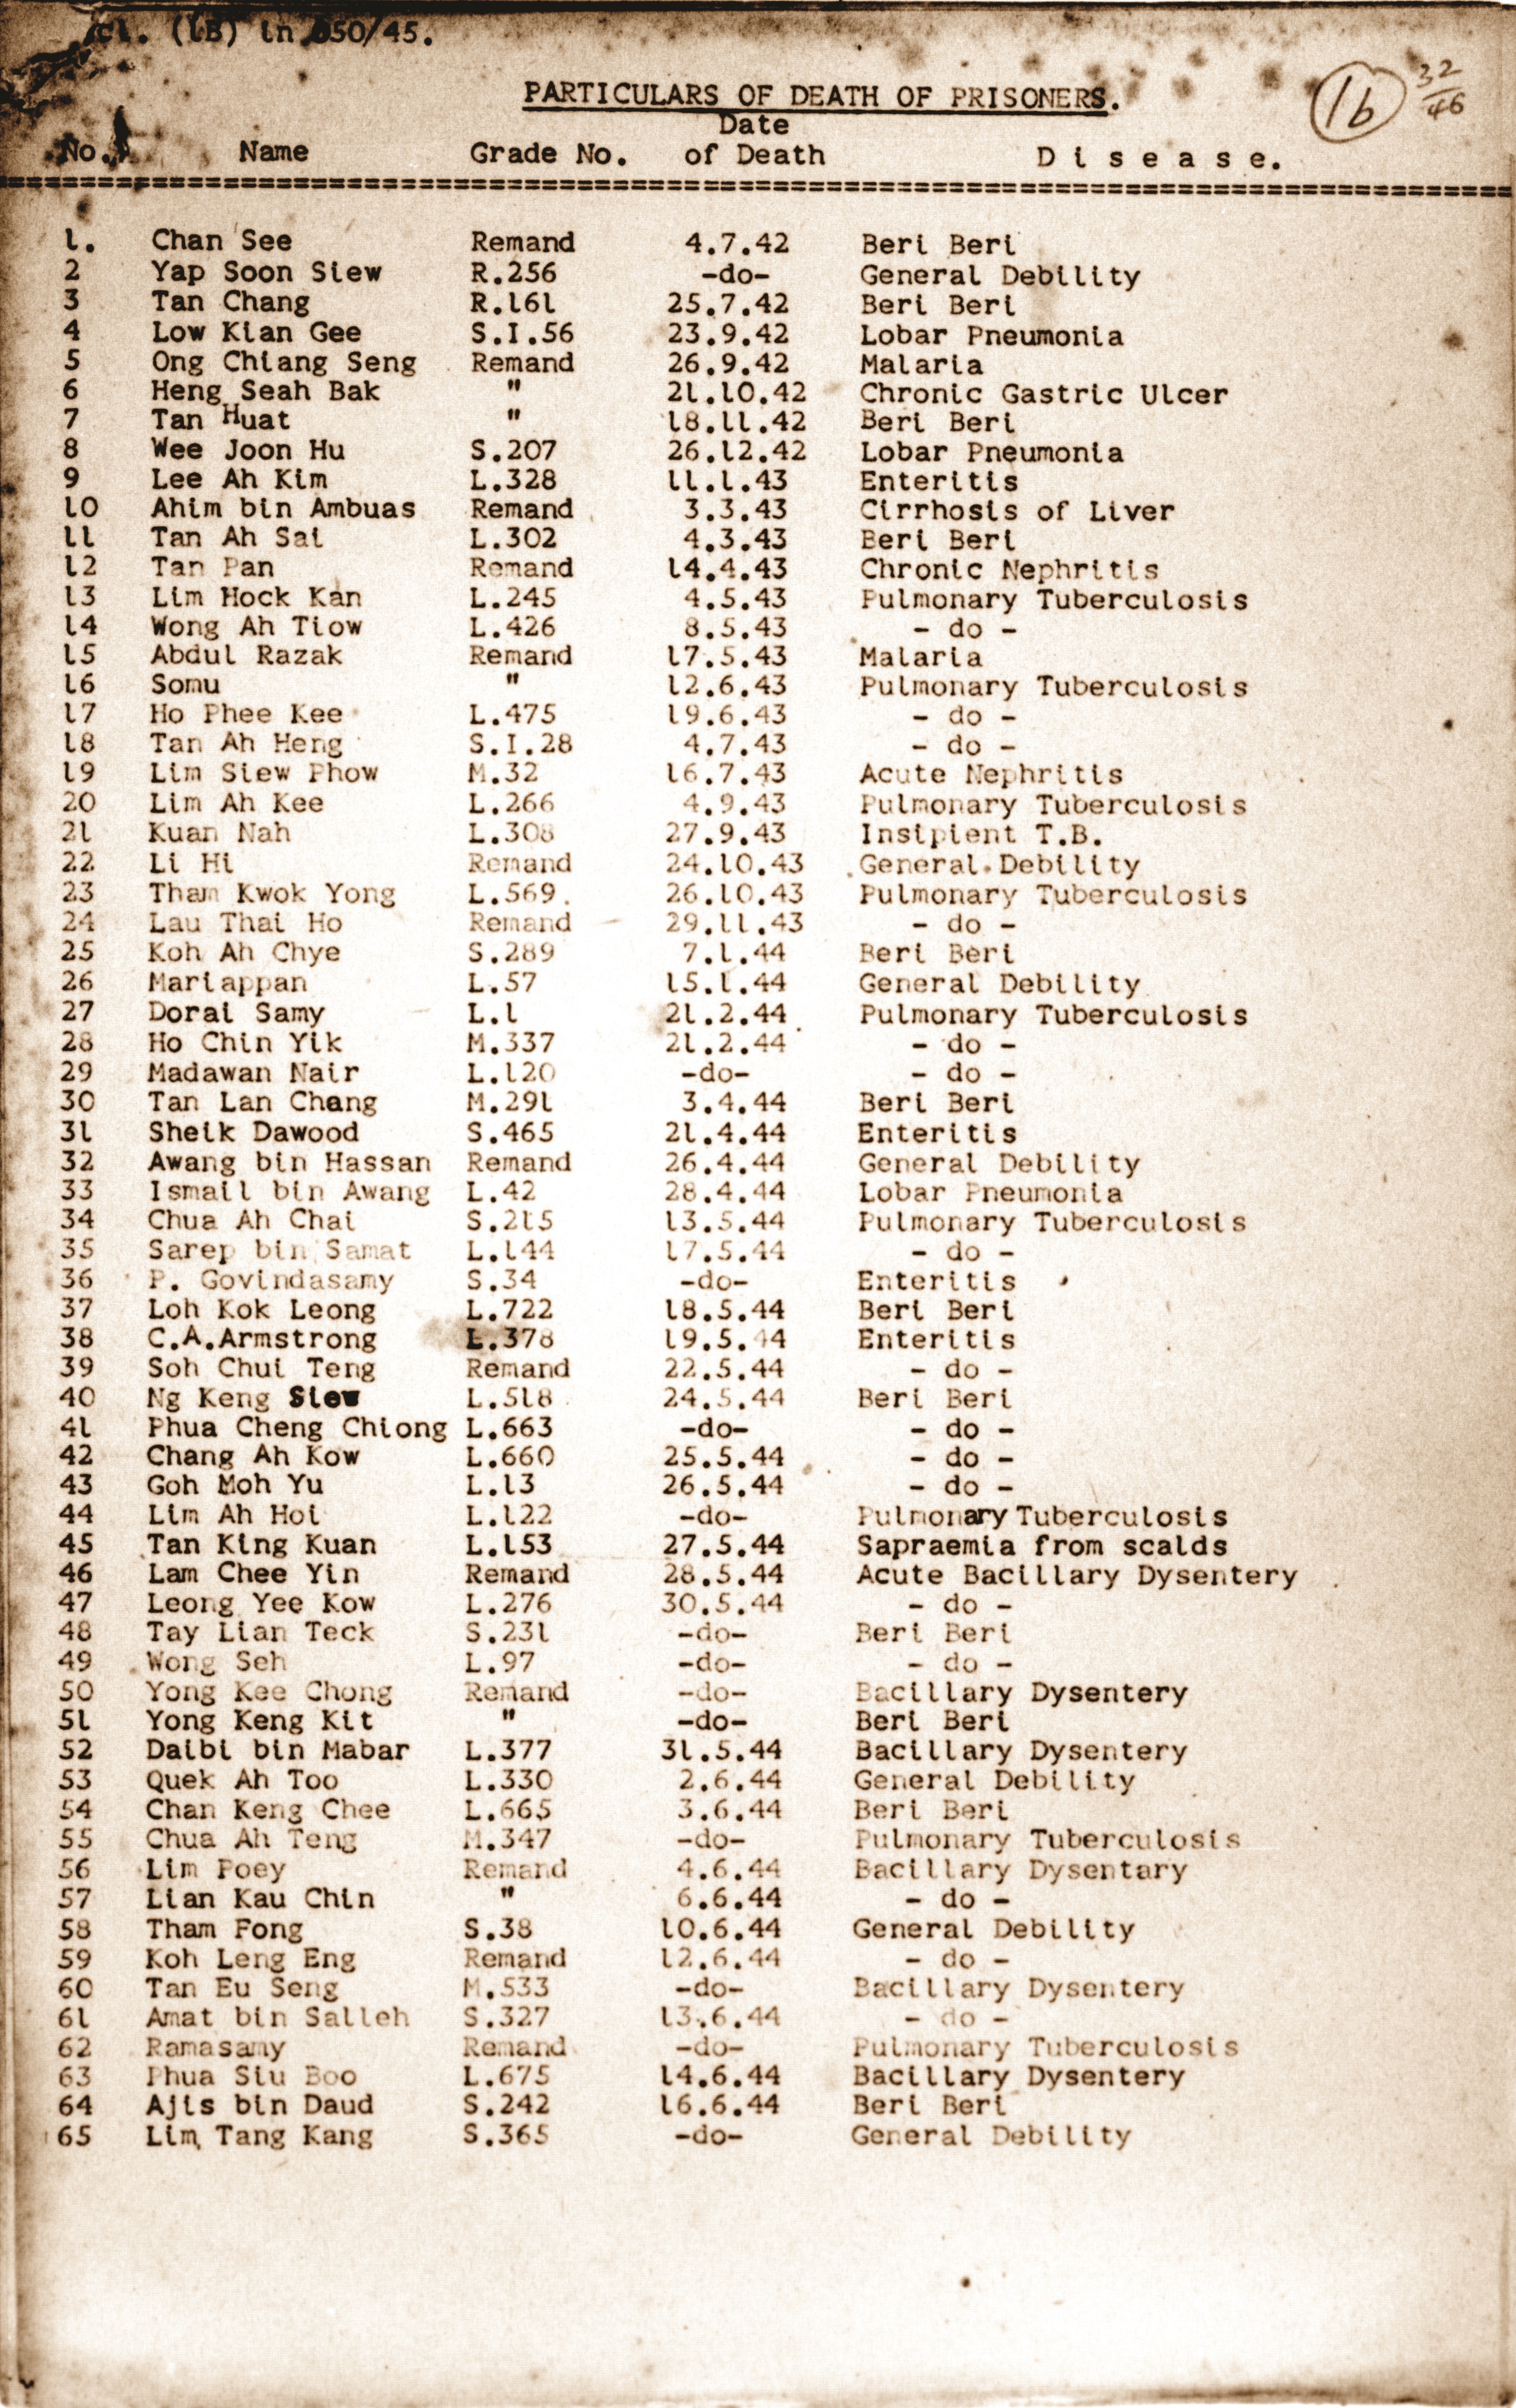 cl. (1B) in 650/45.
PARTICULARS OF DEATH OF PRISONERS.
1b 32/46
Date
No. Name Grade No. of Death Disease.
1. Chan See Remand 4.7.42 Beri Beri
2 Yap Soon Siew R.256 -do- General Debility
3 Tan Chang R.161 25.7.42 Beri Beri
4 Low Kian Gee S.I.56 23.9.42 Lobar Pneumonia
5 Ong Chiang Seng Remand 26.9.42 Malaria
6 Heng Seah Bak " 21.10.42 Chronic Gastric Ulcer
7 Tan Huat " 18.11.42 Beri Beri
8 Wee Joon Hu S.207 26.12.42 Lobar Pneumonia
9 Lee Ah Kim L.328 11.1.43 Enteritis
10 Ahim bin Ambuas Remand 3.3.43 Cirrhosis of Liver
11 Tan Ah Sai L.302 4.3.43 Beri Beri
12 Tan Pan Remand 14.4.43 Chronic Nephritis
13 Lim Hock Kan L.245 4.5.43 Pulmonary Tuberculosis
14 Wong Ah Tiow L.426 8.5.43 - do -
15 Abdul Razak Remand 17.5.43 Malaria
16 Somu " 12.6.43 Pulmonary Tuberculosis
17 Ho Phee Kee L.475 19.6.43 - do -
18 Tan Ah Heng S.I.28 4.7.43 - do -
19 Lim Siew Phow M.32 16.7.43 Acute Nephritis
20 Lim Ah Kee L.266 4.9.43 Pulmonary Tuberculosis
21 Kuan Nah L.308 27.9.43 Insipient T.B.
22 Li Hi Remand 24.10.43 General Debility
23 Tham Kwok Yong L.569. 26.10.43 Pulmonary Tuberculosis
24 Lau Thai Ho Remand 29.11.43 - do -
25 Koh Ah Chye S.289 7.1.44 Beri Beri
26 Mariappan L.57 15.1.44 General Debility
27 Dorai Samy L.1 21.2.44 Pulmonary Tuberculosis
28 Ho Chin Yik M.337 21.2.44 - do -
29 Madawan Nair L.120 -do- - do -
30 Tan Lan Chang M.291 3.4.44 Beri Beri
31 Sheik Dawood S.465 21.4.44 Enteritis
32 Awang bin Hassan Remand 26.4.44 General Debility
33 Ismail bin Awang L.42 28.4.44 Lobar Pneumonia
34 Chua Ah Chai S.215 13.5.44 Pulmonary Tuberculosis
35 Sarep bin Samat L.144 17.5.44 - do -
36 P. Govindasamy S.34 -do- Enteritis
37 Loh Kok Leong L.722 18.5.44 Beri Beri
38 C.A.Armstrong L.378 19.5.44 Enteritis
39 Soh Chui Teng Remand 22.5.44 - do -
40 Ng Keng Siew L.518 24.5.44 Beri Beri
41 Phua Cheng Chiong L.663 -do- - do -
42 Chang Ah Kow L.660 25.5.44 - do -
43 Goh Moh Yu L.13 26.5.44 - do -
44 Lim Ah Hoi L.122 -do- Pulmonary Tuberculosis
45 Tan King Kuan L.153 27.5.44 Sapraemia from scalds
46 Lam Chee Yin Remand 28.5.44 Acute Bacillary Dysentery
47 Leong Yee Kow L.276 30.5.44 - do -
48 Tay Lian Teck S.231 -do- Beri Beri
49 Wong Seh L.97 -do- - do -
50 Yong Kee Chong Remand -do- Bacillary Dysentery
51 Yong Keng Kit " -do- Beri Beri
52 Daibi bin Mabar L.377 31.5.44 Bacillary Dysentery
53 Quek Ah Too L.330 2.6.44 General Debility
54 Chan Keng Chee L.665 3.6.44 Beri Beri
55 Chua Ah Teng M.347 -do- Pulmonary Tuberculosis
56 Lim Poey Remand 4.6.44 Bacillary Dysentary
57 Lian Kau Chin " 6.6.44 - do -
58 Tham Fong S.38 10.6.44 General Debility
59 Koh Leng Eng Remand 12.6.44 - do -
60 Tan Eu Seng M.533 -do- Bacillary Dysentery
61 Amat bin Salleh S.327 13.6.44 - do -
62 Ramasamy Remand -do- Pulmonary Tuberculosis
63 Phua Siu Boo L.675 14.6.44 Bacillary Dysentery
64 Ajis bin Daud S.242 16.6.44 Beri Beri
65 Lim Tang Kang S.365 -do- General Debility